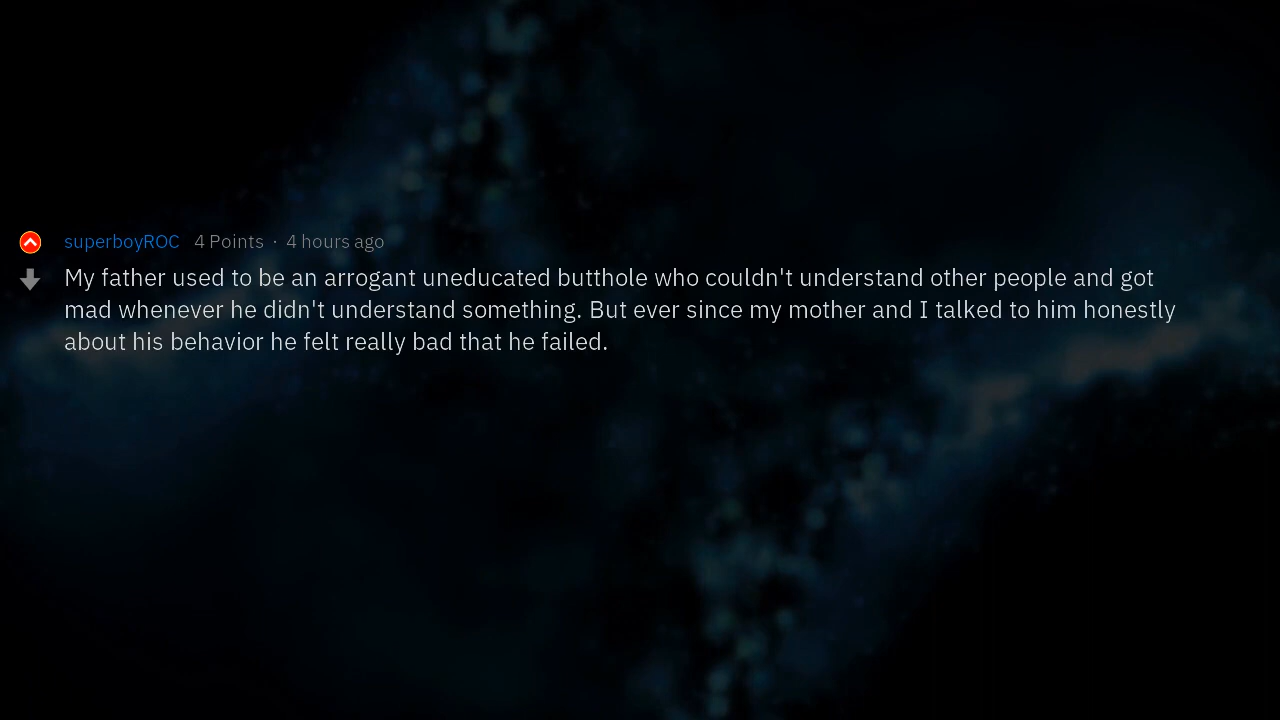 superboyROC 4 Points · 4 hours ago
My father used to be an arrogant uneducated butthole who couldn't understand other people and got
mad whenever he didn't understand something. But ever since my mother and I talked to him honestly
about his behavior he felt really bad that he failed.